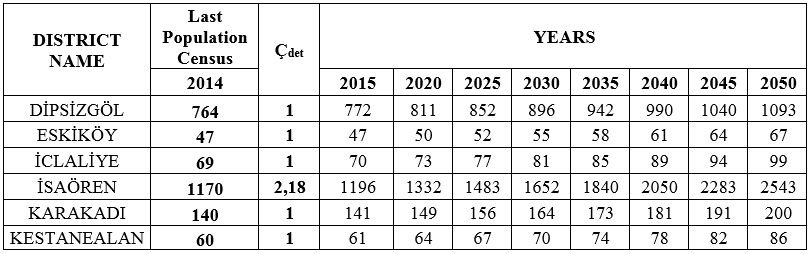 DISTRICT NAME | Last Population Census | Çdet | YEARS
2014 | 2015 | 2020 | 2025 | 2030 | 2035 | 2040 | 2045 | 2050
DİPSİZGÖL | 764 | 1 | 772 | 811 | 852 | 896 | 942 | 990 | 1040 | 1093
ESKİKÖY | 47 | 1 | 47 | 50 | 52 | 55 | 58 | 61 | 64 | 67
İCLALİYE | 69 | 1 | 70 | 73 | 77 | 81 | 85 | 89 | 94 | 99
İSAÖREN | 1170 | 2,18 | 1196 | 1332 | 1483 | 1652 | 1840 | 2050 | 2283 | 2543
KARAKADI | 140 | 1 | 141 | 149 | 156 | 164 | 173 | 181 | 191 | 200
KESTANEALAN | 60 | 1 | 61 | 64 | 67 | 70 | 74 | 78 | 82 | 86